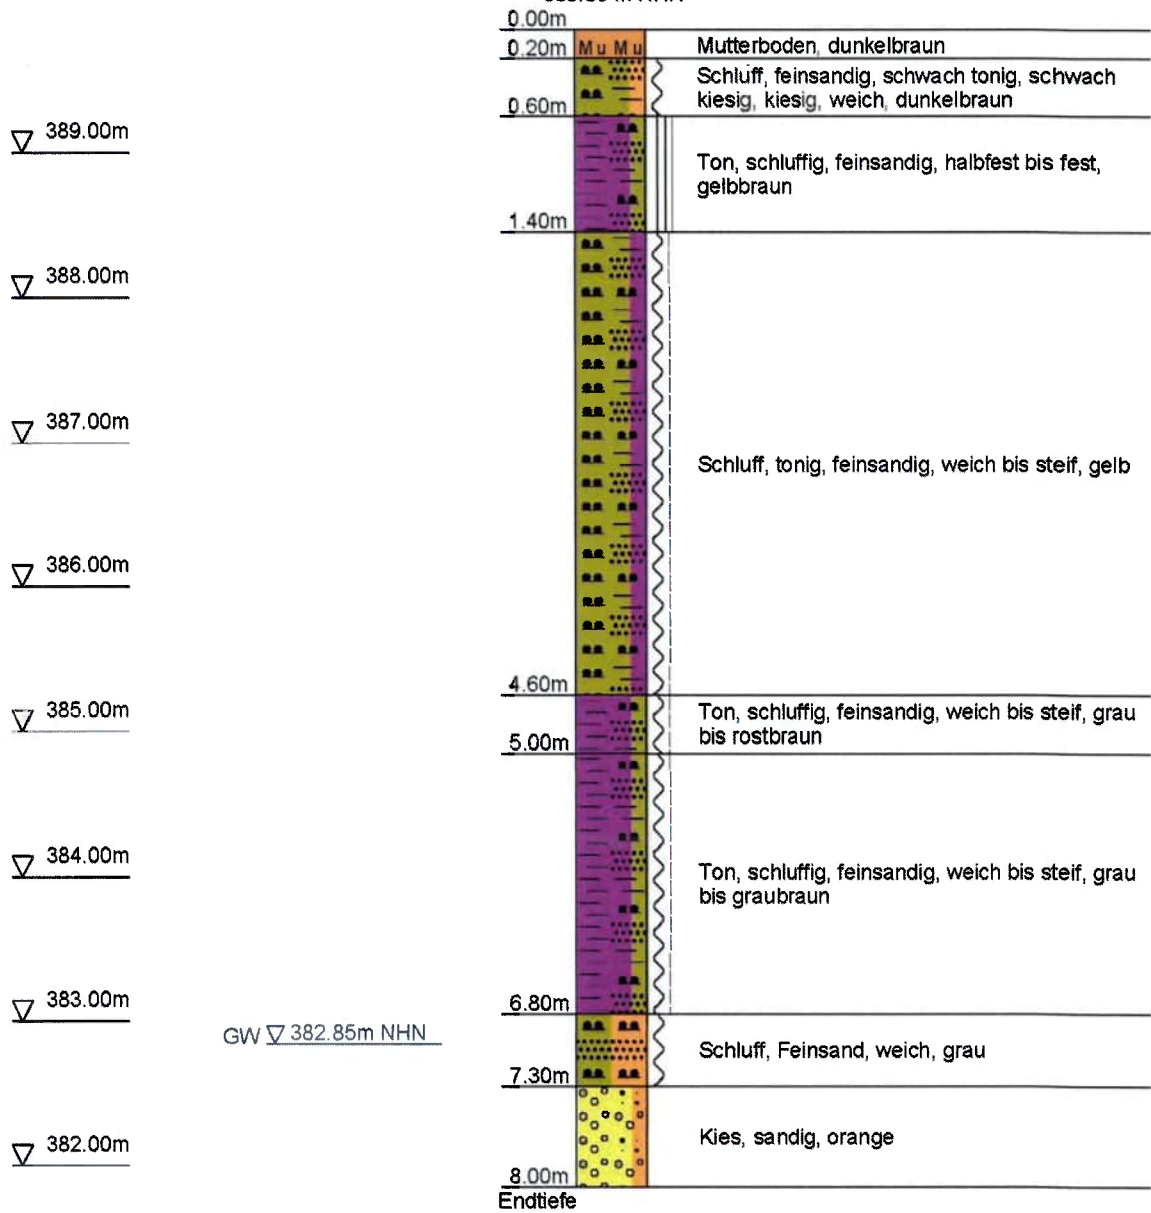 0.00m
0.20m
Mu Mu
Mutterboden, dunkelbraun
Schluff, feinsandig, schwach tonig, schwach
kiesig, kiesig, weich, dunkelbraun
0.60m
389.00m
Ton, schluffig, feinsandig, halbfest bis fest,
gelbbraun
1.40m
388.00m
387.00m
Schluff, tonig, feinsandig, weich bis steif, gelb
386.00m
4.60m
385.00m
Ton, schluffig, feinsandig, weich bis steif, grau
bis rostbraun
5.00m
384.00m
Ton, schluffig, feinsandig, weich bis steif, grau
bis graubraun
383.00m
6.80m
GW 382.85m NHN
Schluff, Feinsand, weich, grau
7.30m
382.00m
Kies, sandig, orange
8.00m
Endtiefe